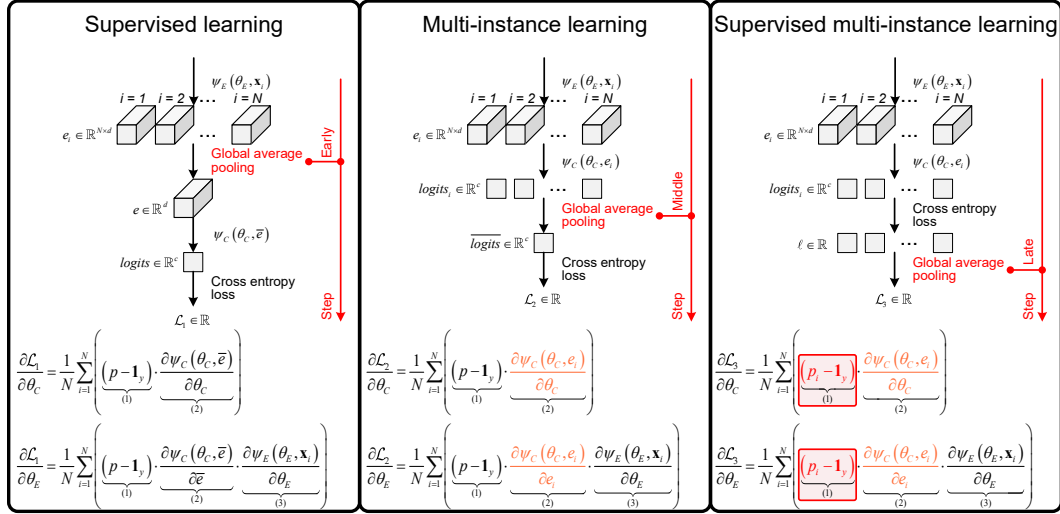 Supervised learning
ψ_E(θ_E, x_i)
i = 1 i = 2 ... i = N
e_i ∈ ℝ^{N×d}
...
Global average
pooling
Early
e ∈ ℝ^d
ψ_C(θ_C, e̅)
logits ∈ ℝ^c
Cross entropy
loss
Step
ℒ_1 ∈ ℝ
∂ℒ_1/∂θ_C = 1/N ∑_{i=1}^{N} ( (p − 1_y) · ∂ψ_C(θ_C, e̅)/∂θ_C )
(1) (2)
∂ℒ_1/∂θ_E = 1/N ∑_{i=1}^{N} ( (p − 1_y) · ∂ψ_C(θ_C, e̅)/∂e̅ · ∂ψ_E(θ_E, x_i)/∂θ_E )
(1) (2) (3)
Multi-instance learning
ψ_E(θ_E, x_i)
i = 1 i = 2 ... i = N
e_i ∈ ℝ^{N×d}
...
ψ_C(θ_C, e_i)
logits_i ∈ ℝ^c
...
Global average
pooling
Middle
l̅o̅g̅i̅t̅s̅ ∈ ℝ^c
Cross entropy
loss
Step
ℒ_2 ∈ ℝ
∂ℒ_2/∂θ_C = 1/N ∑_{i=1}^{N} ( (p − 1_y) · ∂ψ_C(θ_C, e_i)/∂θ_C )
(1) (2)
∂ℒ_2/∂θ_E = 1/N ∑_{i=1}^{N} ( (p − 1_y) · ∂ψ_C(θ_C, e_i)/∂e_i · ∂ψ_E(θ_E, x_i)/∂θ_E )
(1) (2) (3)
Supervised multi-instance learning
ψ_E(θ_E, x_i)
i = 1 i = 2 ... i = N
e_i ∈ ℝ^{N×d}
...
ψ_C(θ_C, e_i)
logits_i ∈ ℝ^c
...
Cross entropy
loss
ℓ ∈ ℝ
...
Global average
pooling
Late
Step
ℒ_3 ∈ ℝ
∂ℒ_3/∂θ_C = 1/N ∑_{i=1}^{N} ( (p_i − 1_y) · ∂ψ_C(θ_C, e_i)/∂θ_C )
(1) (2)
∂ℒ_3/∂θ_E = 1/N ∑_{i=1}^{N} ( (p_i − 1_y) · ∂ψ_C(θ_C, e_i)/∂e_i · ∂ψ_E(θ_E, x_i)/∂θ_E )
(1) (2) (3)